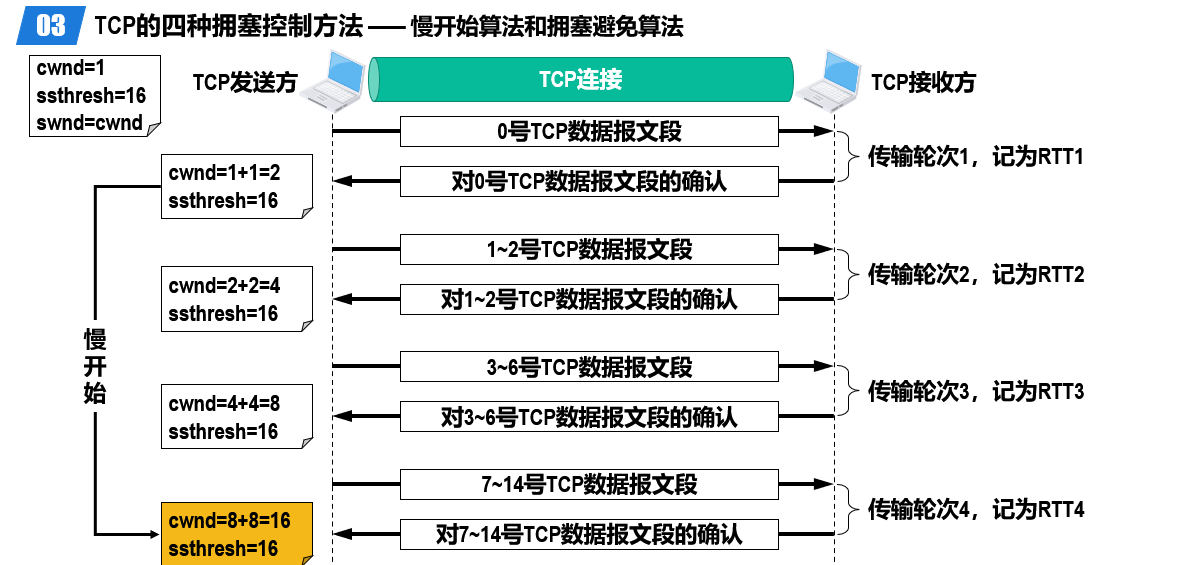 03 TCP的四种拥塞控制方法 —— 慢开始算法和拥塞避免算法
cwnd=1
ssthresh=16
swnd=cwnd
TCP发送方
TCP连接
TCP接收方
0号TCP数据报文段
传输轮次1，记为RTT1
对0号TCP数据报文段的确认
cwnd=1+1=2
ssthresh=16
1~2号TCP数据报文段
传输轮次2，记为RTT2
对1~2号TCP数据报文段的确认
cwnd=2+2=4
ssthresh=16
慢开始
3~6号TCP数据报文段
传输轮次3，记为RTT3
对3~6号TCP数据报文段的确认
cwnd=4+4=8
ssthresh=16
7~14号TCP数据报文段
传输轮次4，记为RTT4
对7~14号TCP数据报文段的确认
cwnd=8+8=16
ssthresh=16